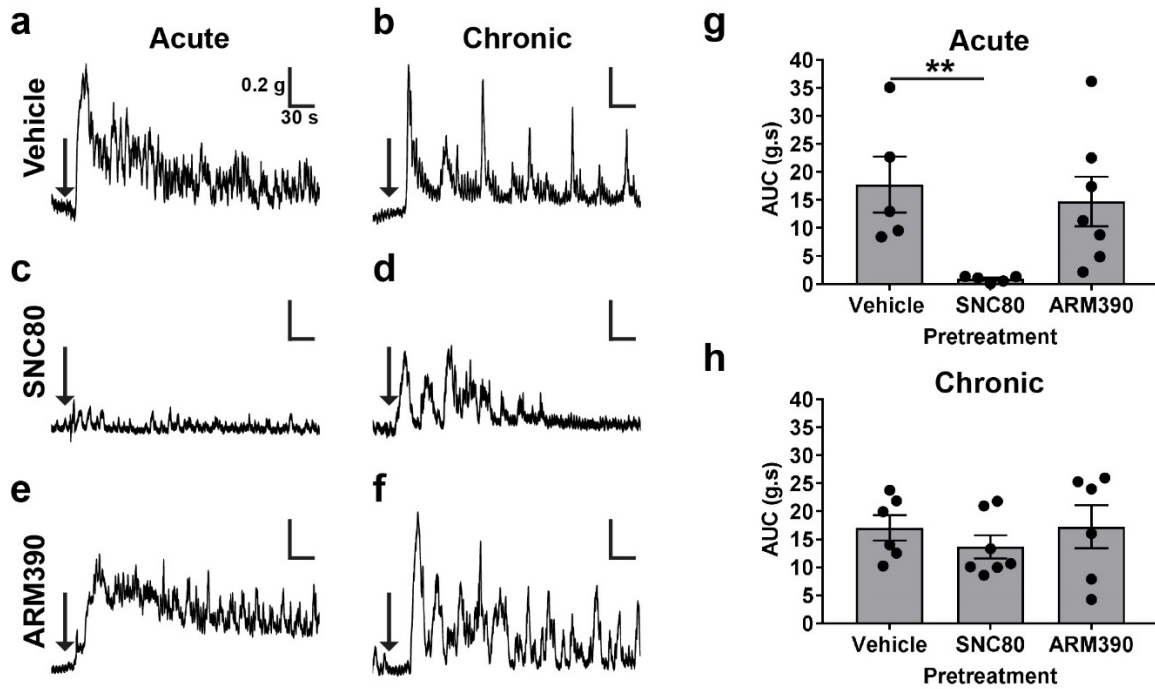 a
Acute
b
Chronic
Vehicle
0.2 g
30 s
c
d
SNC80
e
f
ARM390
g
Acute
**
AUC (g.s)
40
35
30
25
20
15
10
5
0
Vehicle SNC80 ARM390
Pretreatment
h
Chronic
AUC (g.s)
40
35
30
25
20
15
10
5
0
Vehicle SNC80 ARM390
Pretreatment